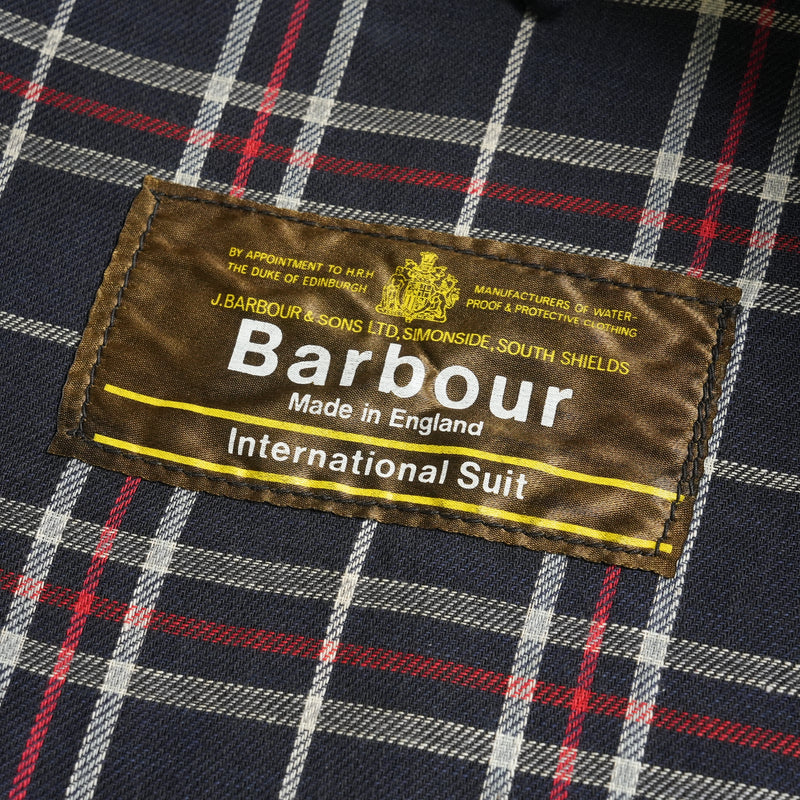 BY APPOINTMENT TO H.R.H
THE DUKE OF EDINBURGH
MANUFACTURERS OF WATER-
PROOF & PROTECTIVE CLOTHING
J.BARBOUR & SONS LTD, SIMONSIDE, SOUTH SHIELDS
Barbour
Made in England
International Suit